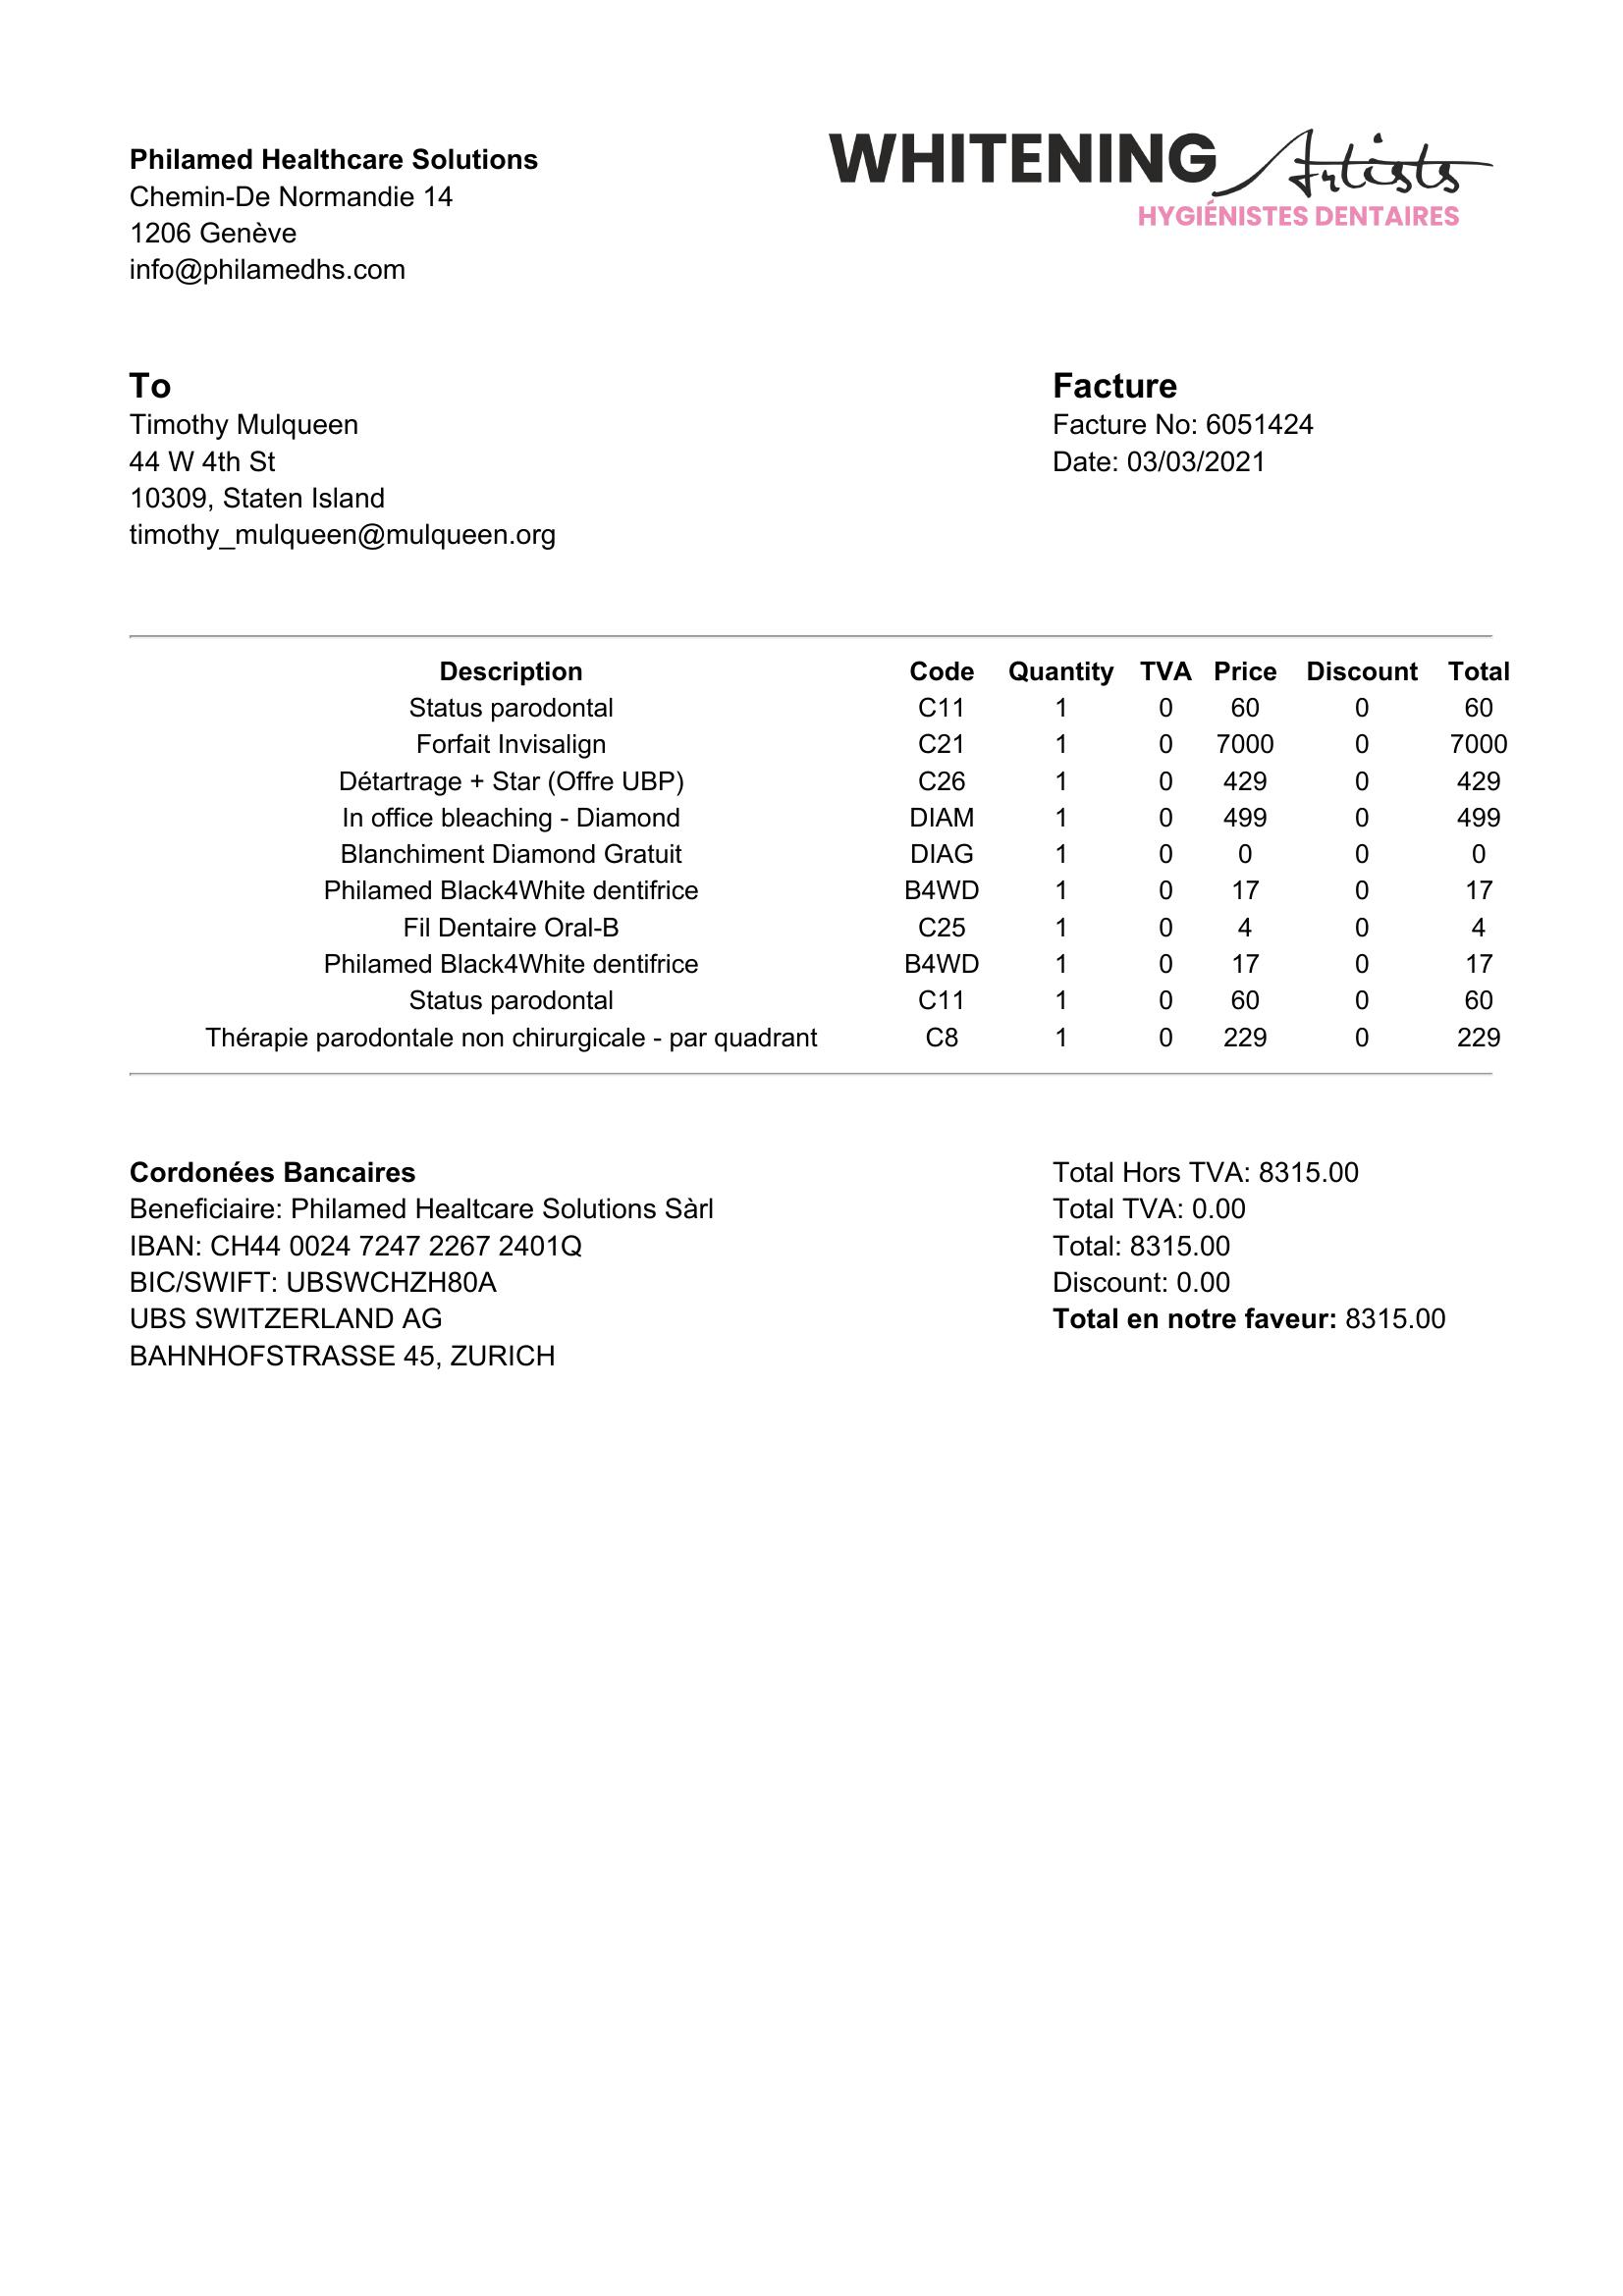 Philamed Healthcare Solutions
Chemin-De Normandie 14
1206 Genève
info@philamedhs.com
WHITENING Artists
HYGIÉNISTES DENTAIRES
To
Timothy Mulqueen
44 W 4th St
10309, Staten Island
timothy_mulqueen@mulqueen.org
Facture
Facture No: 6051424
Date: 03/03/2021
Description Code Quantity TVA Price Discount Total
Status parodontal C11 1 0 60 0 60
Forfait Invisalign C21 1 0 7000 0 7000
Détartrage + Star (Offre UBP) C26 1 0 429 0 429
In office bleaching - Diamond DIAM 1 0 499 0 499
Blanchiment Diamond Gratuit DIAG 1 0 0 0 0
Philamed Black4White dentifrice B4WD 1 0 17 0 17
Fil Dentaire Oral-B C25 1 0 4 0 4
Philamed Black4White dentifrice B4WD 1 0 17 0 17
Status parodontal C11 1 0 60 0 60
Thérapie parodontale non chirurgicale - par quadrant C8 1 0 229 0 229
Cordonées Bancaires
Beneficiaire: Philamed Healtcare Solutions Sàrl
IBAN: CH44 0024 7247 2267 2401Q
BIC/SWIFT: UBSWCHZH80A
UBS SWITZERLAND AG
BAHNHOFSTRASSE 45, ZURICH
Total Hors TVA: 8315.00
Total TVA: 0.00
Total: 8315.00
Discount: 0.00
Total en notre faveur: 8315.00